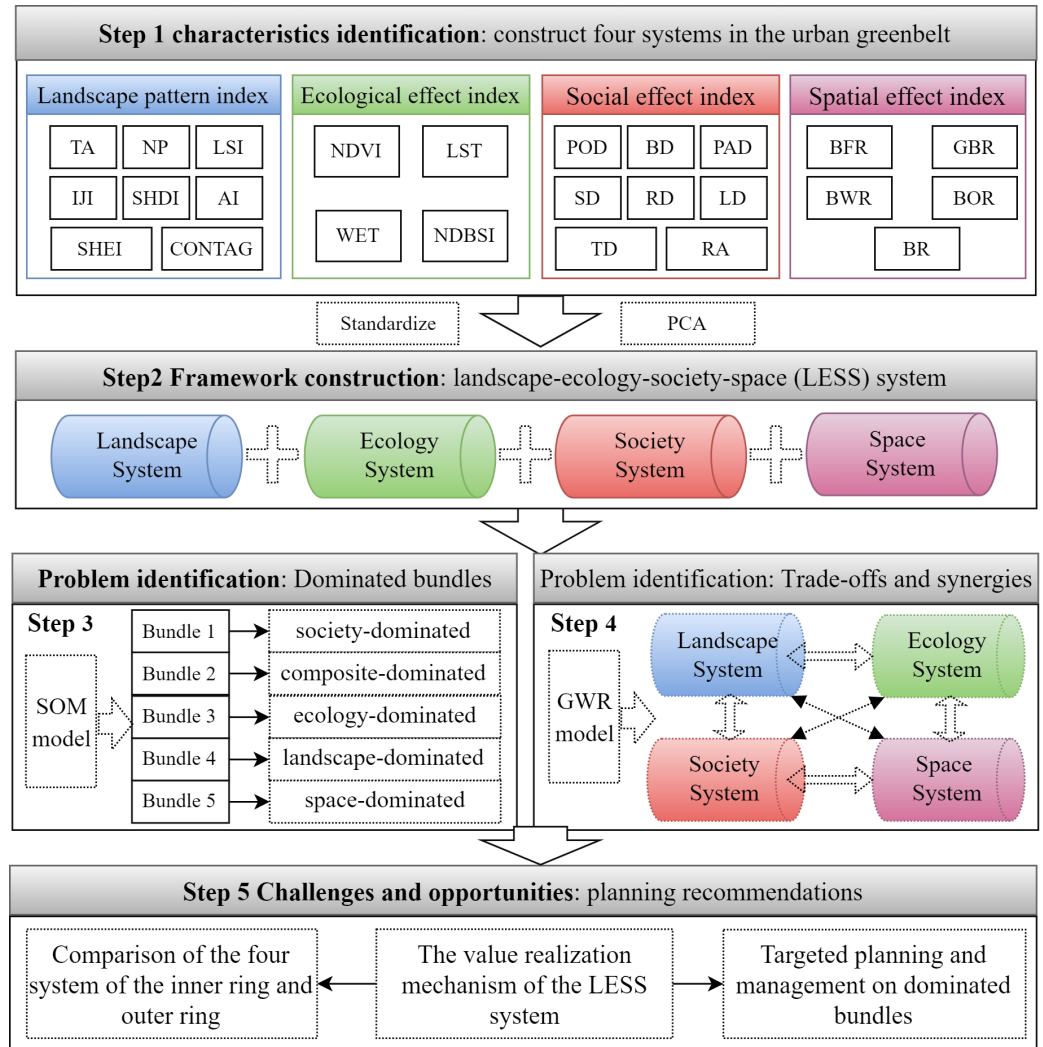 Step 1 characteristics identification: construct four systems in the urban greenbelt
Landscape pattern index
TA
NP
LSI
IJI
SHDI
AI
SHEI
CONTAG
Ecological effect index
NDVI
LST
WET
NDBSI
Social effect index
POD
BD
PAD
SD
RD
LD
TD
RA
Spatial effect index
BFR
GBR
BWR
BOR
BR
Standardize
PCA
Step2 Framework construction: landscape-ecology-society-space (LESS) system
Landscape
System
Ecology
System
Society
System
Space
System
Problem identification: Dominated bundles
Step 3
SOM
model
Bundle 1
society-dominated
Bundle 2
composite-dominated
Bundle 3
ecology-dominated
Bundle 4
landscape-dominated
Bundle 5
space-dominated
Problem identification: Trade-offs and synergies
Step 4
GWR
model
Landscape
System
Ecology
System
Society
System
Space
System
Step 5 Challenges and opportunities: planning recommendations
Comparison of the four
system of the inner ring and
outer ring
The value realization
mechanism of the LESS
system
Targeted planning and
management on dominated
bundles